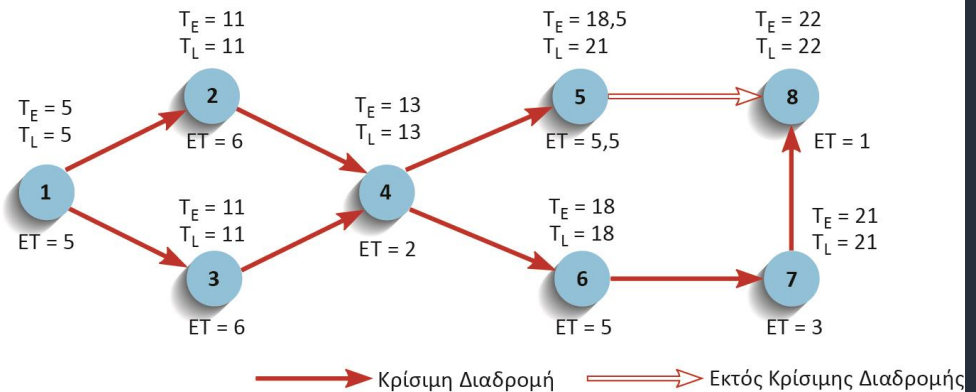 T_E = 5
T_L = 5
1
ET = 5
T_E = 11
T_L = 11
2
ET = 6
T_E = 11
T_L = 11
3
ET = 6
T_E = 13
T_L = 13
4
ET = 2
T_E = 18,5
T_L = 21
5
ET = 5,5
T_E = 18
T_L = 18
6
ET = 5
T_E = 22
T_L = 22
8
ET = 1
T_E = 21
T_L = 21
7
ET = 3
Κρίσιμη Διαδρομή
Εκτός Κρίσιμης Διαδρομής